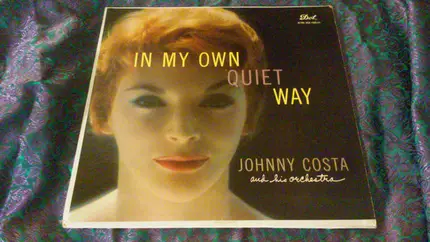 Dot
IN MY OWN
QUIET
WAY
JOHNNY COSTA
and his orchestra